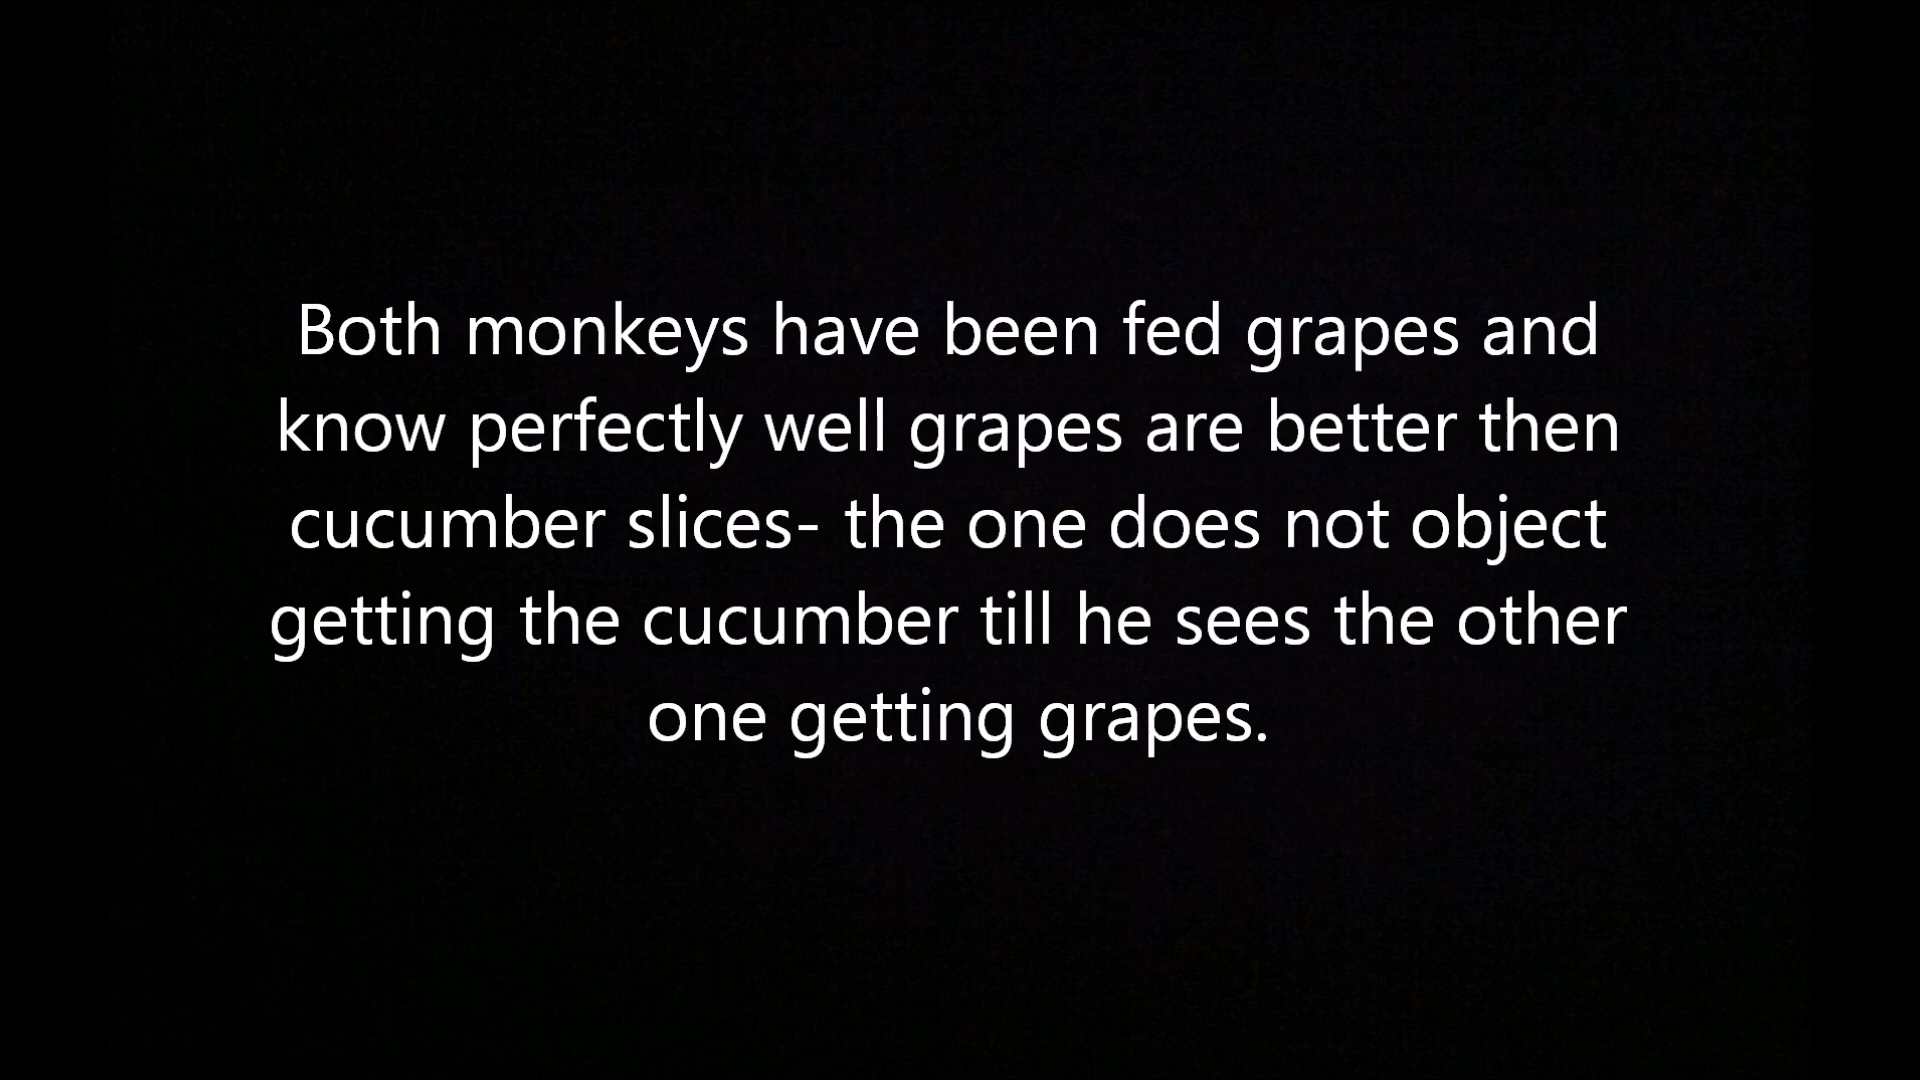 Both monkeys have been fed grapes and
know perfectly well grapes are better then
cucumber slices- the one does not object
getting the cucumber till he sees the other
one getting grapes.